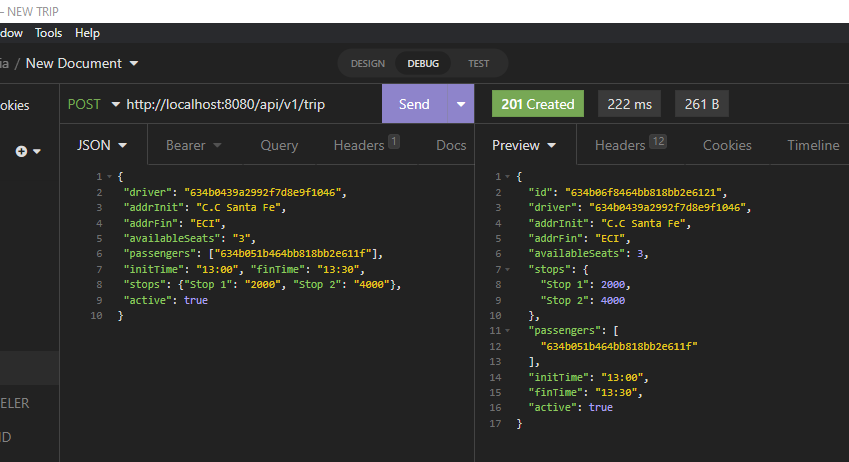 – NEW TRIP
dow Tools Help
ia / New Document
DESIGN DEBUG TEST
okies
POST http://localhost:8080/api/v1/trip Send
201 Created 222 ms 261 B
JSON Bearer Query Headers 1 Docs
Preview Headers 12 Cookies Timeline
1 {
2 "driver": "634b0439a2992f7d8e9f1046",
3 "addrInit": "C.C Santa Fe",
4 "addrFin": "ECI",
5 "availableSeats": "3",
6 "passengers": ["634b051b464bb818bb2e611f"],
7 "initTime": "13:00", "finTime": "13:30",
8 "stops": {"Stop 1": "2000", "Stop 2": "4000"},
9 "active": true
10 }
1 {
2 "id": "634b06f8464bb818bb2e6121",
3 "driver": "634b0439a2992f7d8e9f1046",
4 "addrInit": "C.C Santa Fe",
5 "addrFin": "ECI",
6 "availableSeats": 3,
7 "stops": {
8 "Stop 1": 2000,
9 "Stop 2": 4000
10 },
11 "passengers": [
12 "634b051b464bb818bb2e611f"
13 ],
14 "initTime": "13:00",
15 "finTime": "13:30",
16 "active": true
17 }
ELER
ID